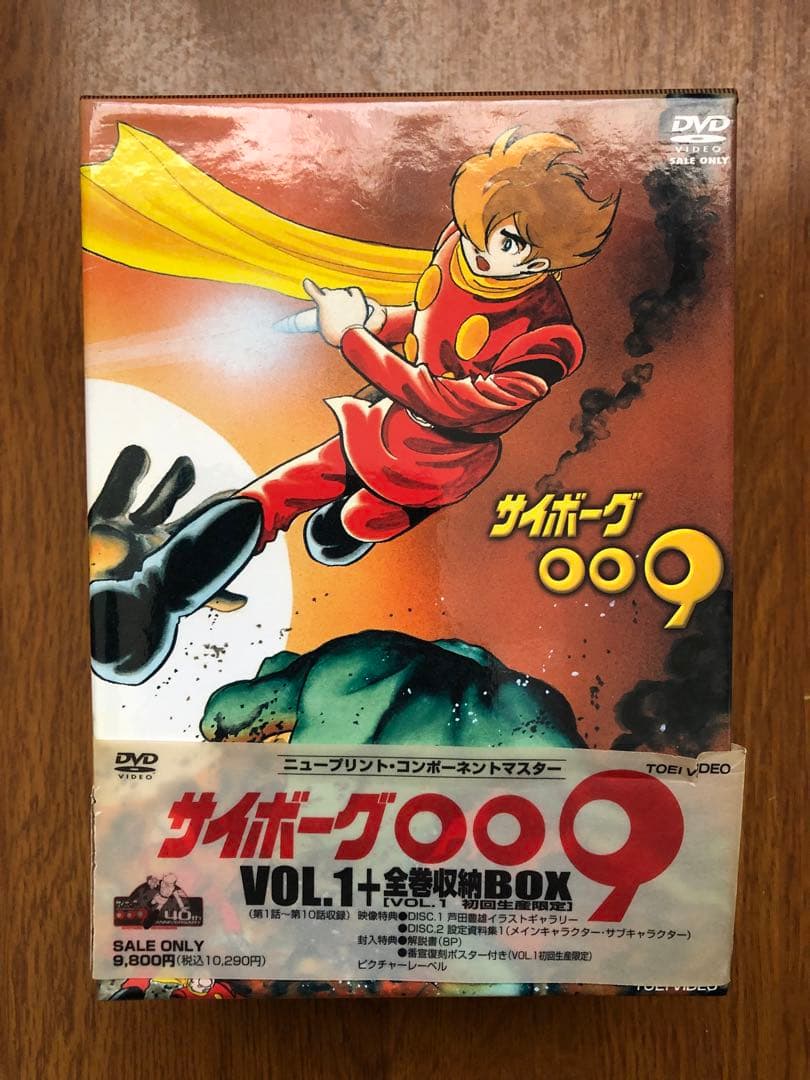 DVD
VIDEO
SALE ONLY
サイボーグ
009
DVD
VIDEO
ニュープリント・コンポーネントマスター
TOEI VIDEO
サイボーグ009
VOL.1+全巻収納BOX
[VOL.1 初回生産限定]
(第1話~第10話収録)
映像特典●DISC.1 芦田豊雄イラストギャラリー
●DISC.2 設定資料集1(メインキャラクター・サブキャラクター)
封入特典●解説書(8P)
●番宣復刻ポスター付き(VOL.1初回生産限定)
ピクチャーレーベル
009
40th
ANNIVERSARY
SALE ONLY
9,800円(税込10,290円)
TOEI VIDEO